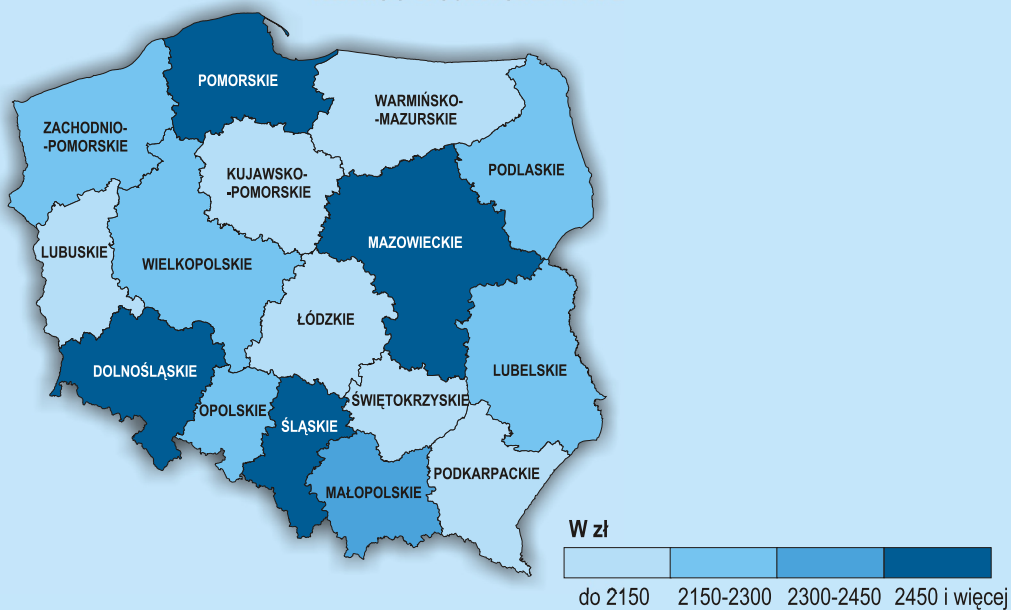 POMORSKIE
WARMIŃSKO-
-MAZURSKIE
ZACHODNIO-
-POMORSKIE
PODLASKIE
KUJAWSKO-
-POMORSKIE
MAZOWIECKIE
LUBUSKIE
WIELKOPOLSKIE
ŁÓDZKIE
DOLNOŚLĄSKIE
LUBELSKIE
OPOLSKIE
ŚWIĘTOKRZYSKIE
ŚLĄSKIE
PODKARPACKIE
MAŁOPOLSKIE
W zł
do 2150 2150-2300 2300-2450 2450 i więcej